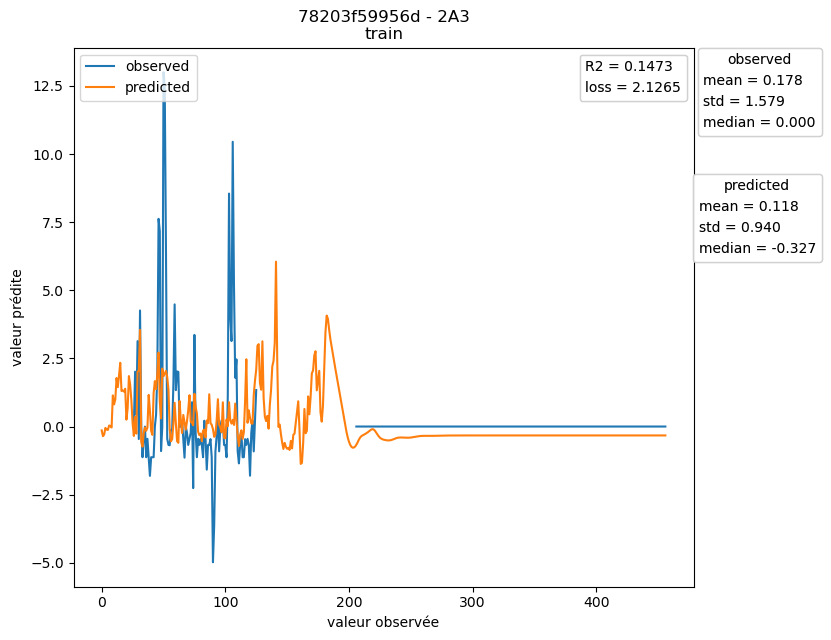 78203f59956d - 2A3
train
observed
predicted
R2 = 0.1473
loss = 2.1265
observed
mean = 0.178
std = 1.579
median = 0.000
predicted
mean = 0.118
std = 0.940
median = -0.327
valeur prédite
12.5
10.0
7.5
5.0
2.5
0.0
−2.5
−5.0
0
100
200
300
400
valeur observée